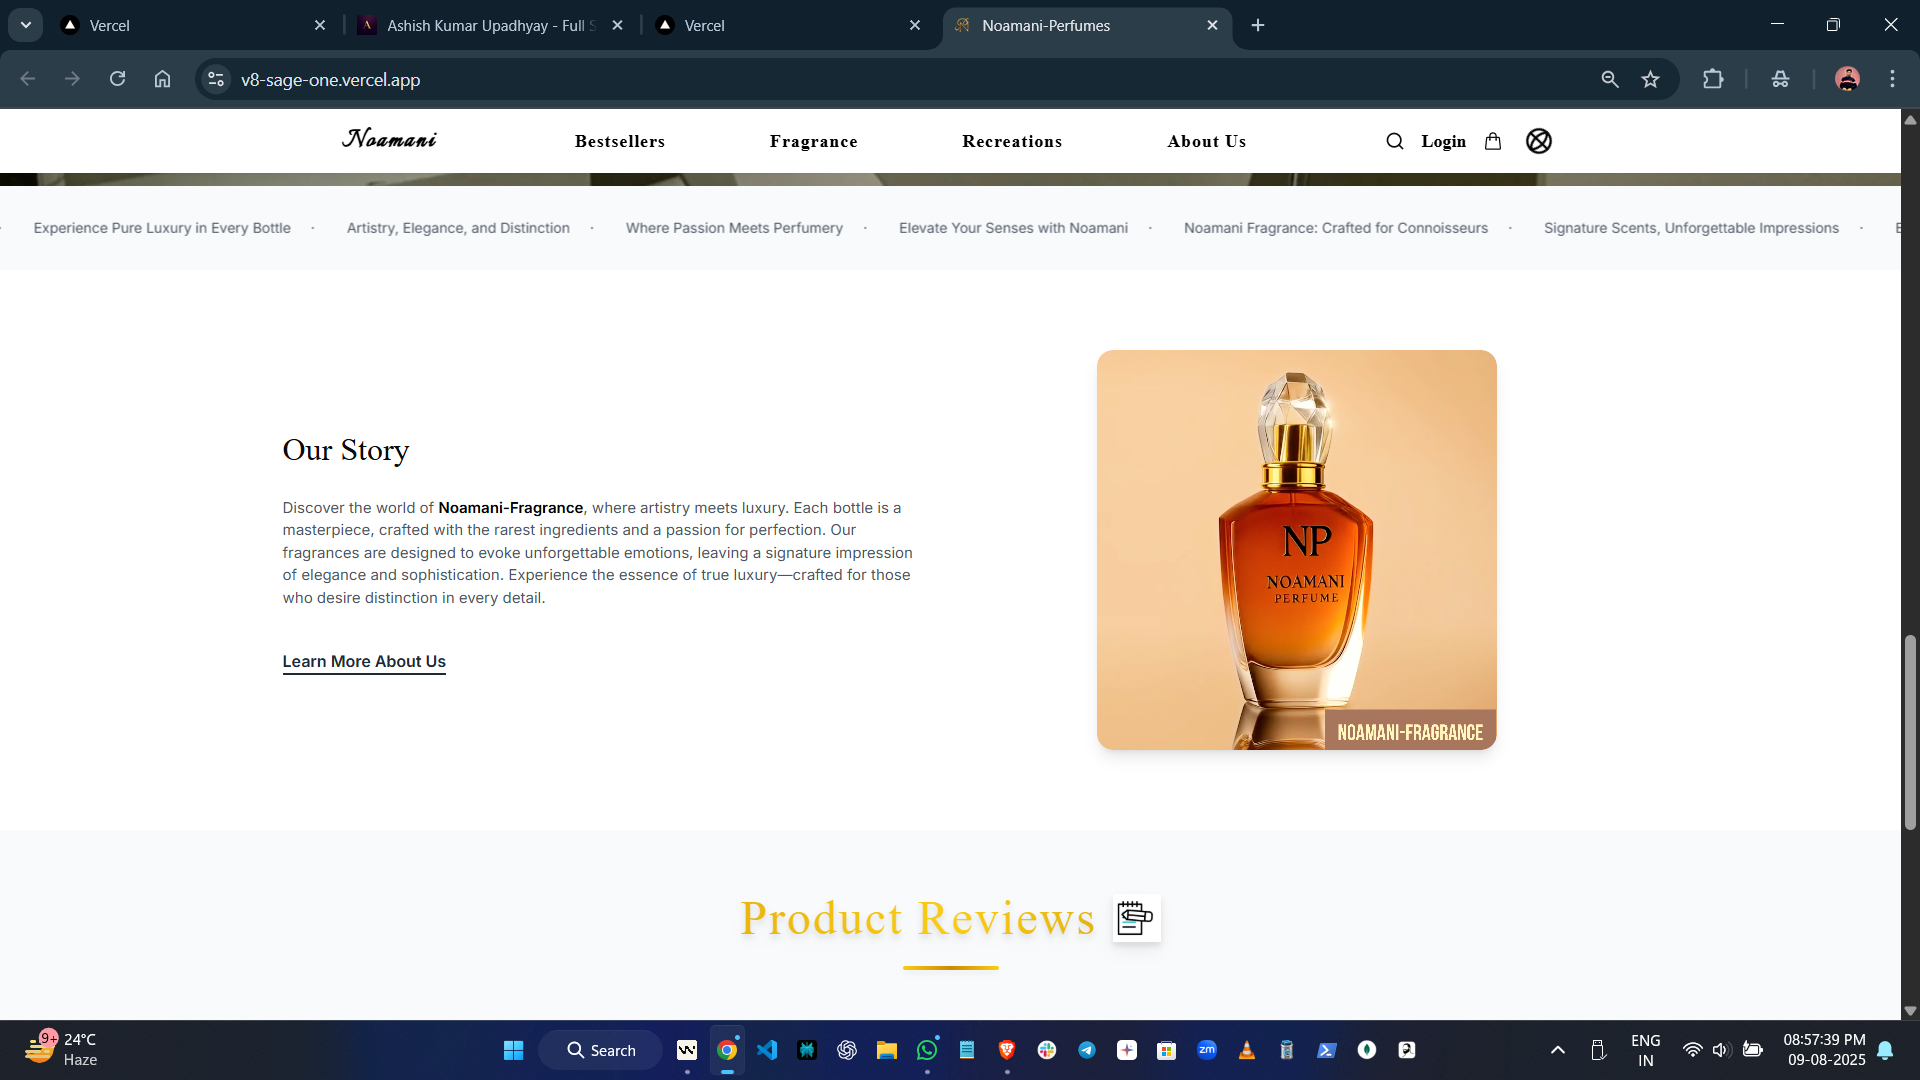 Vercel
Ashish Kumar Upadhyay - Full S
Vercel
Noamani-Perfumes
v8-sage-one.vercel.app
Noamani
Bestsellers
Fragrance
Recreations
About Us
Login
· Experience Pure Luxury in Every Bottle · Artistry, Elegance, and Distinction · Where Passion Meets Perfumery · Elevate Your Senses with Noamani · Noamani Fragrance: Crafted for Connoisseurs · Signature Scents, Unforgettable Impressions · E
Our Story
Discover the world of Noamani-Fragrance, where artistry meets luxury. Each bottle is a
masterpiece, crafted with the rarest ingredients and a passion for perfection. Our
fragrances are designed to evoke unforgettable emotions, leaving a signature impression
of elegance and sophistication. Experience the essence of true luxury—crafted for those
who desire distinction in every detail.
Learn More About Us
NP
NOAMANI
PERFUME
NOAMANI-FRAGRANCE
Product Reviews
9+
24°C
Haze
Search
zm
ENG
IN
08:57:39 PM
09-08-2025